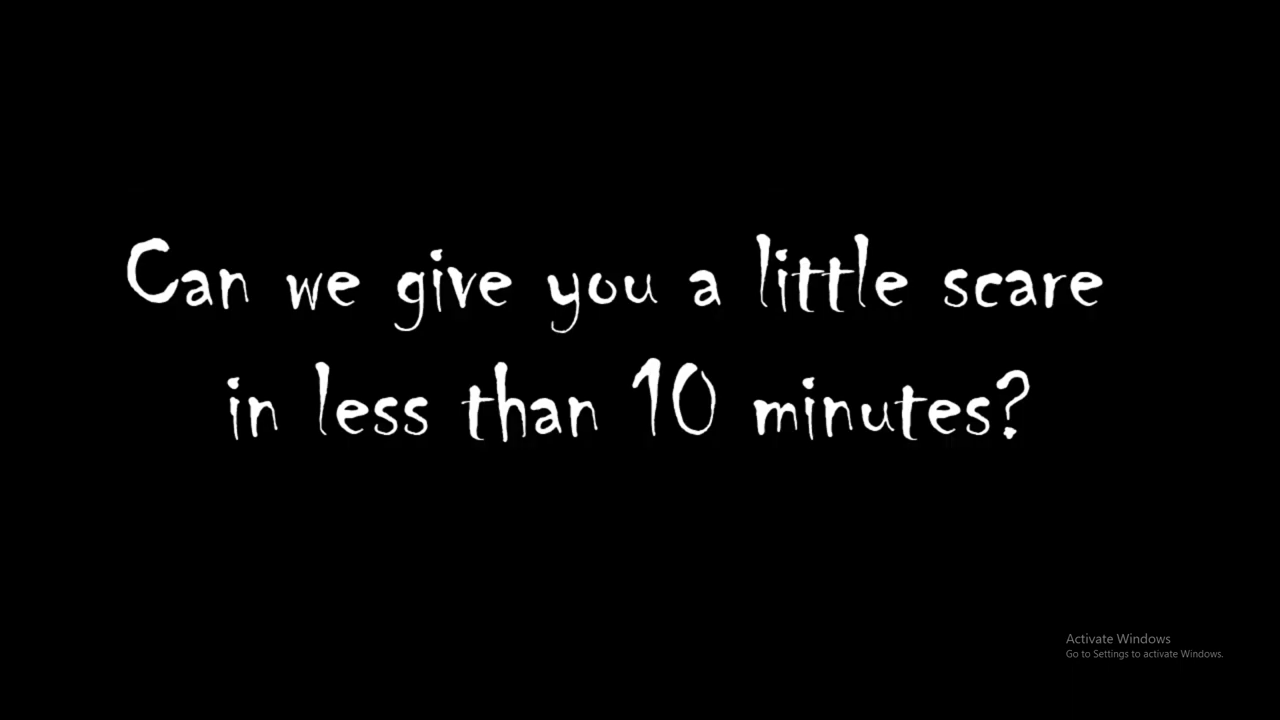 Can we give you a little scare
in less than 10 minutes?
Activate Windows
Go to Settings to activate Windows.